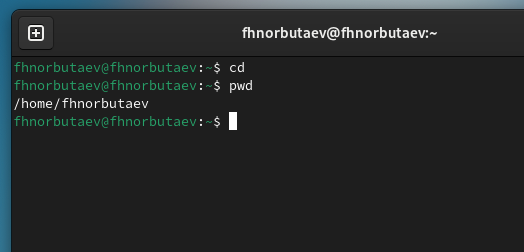 fhnorbutaev@fhnorbutaev:~
fhnorbutaev@fhnorbutaev:~$ cd
fhnorbutaev@fhnorbutaev:~$ pwd
/home/fhnorbutaev
fhnorbutaev@fhnorbutaev:~$